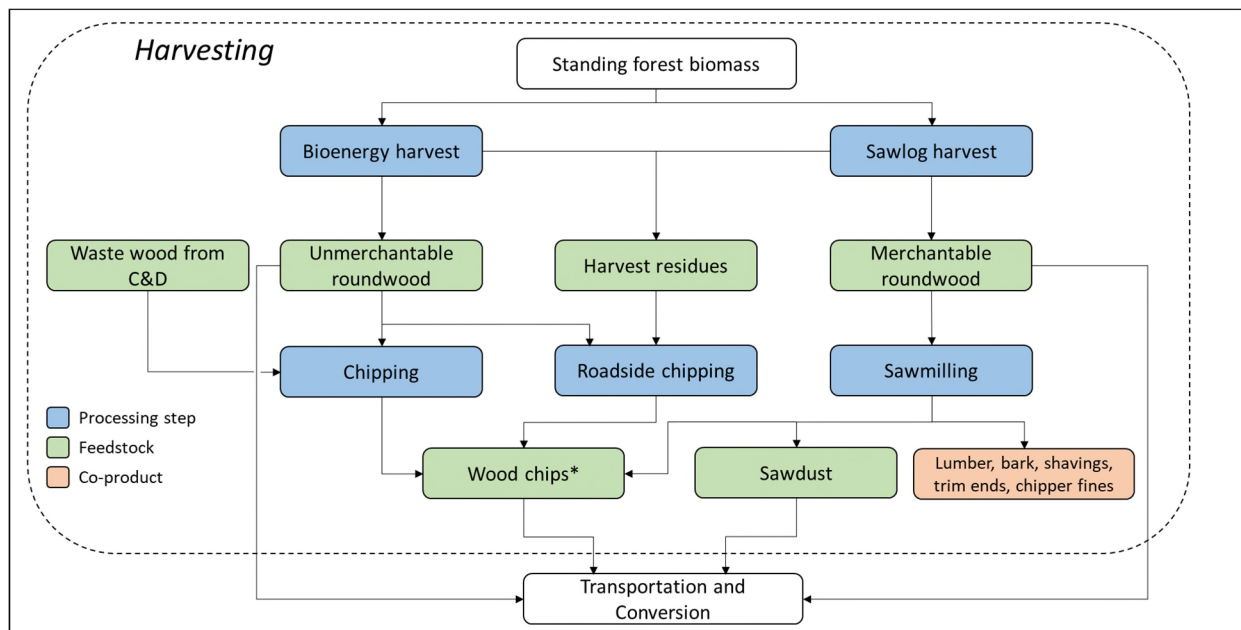 Harvesting
Standing forest biomass
Bioenergy harvest
Sawlog harvest
Waste wood from
C&D
Unmerchantable
roundwood
Harvest residues
Merchantable
roundwood
Chipping
Roadside chipping
Sawmilling
Processing step
Feedstock
Co-product
Wood chips*
Sawdust
Lumber, bark, shavings,
trim ends, chipper fines
Transportation and
Conversion